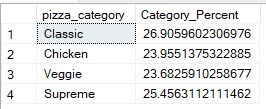 pizza_category Category_Percent
1 Classic 26.9059602306976
2 Chicken 23.9551375322885
3 Veggie 23.6825910258677
4 Supreme 25.4563112111462